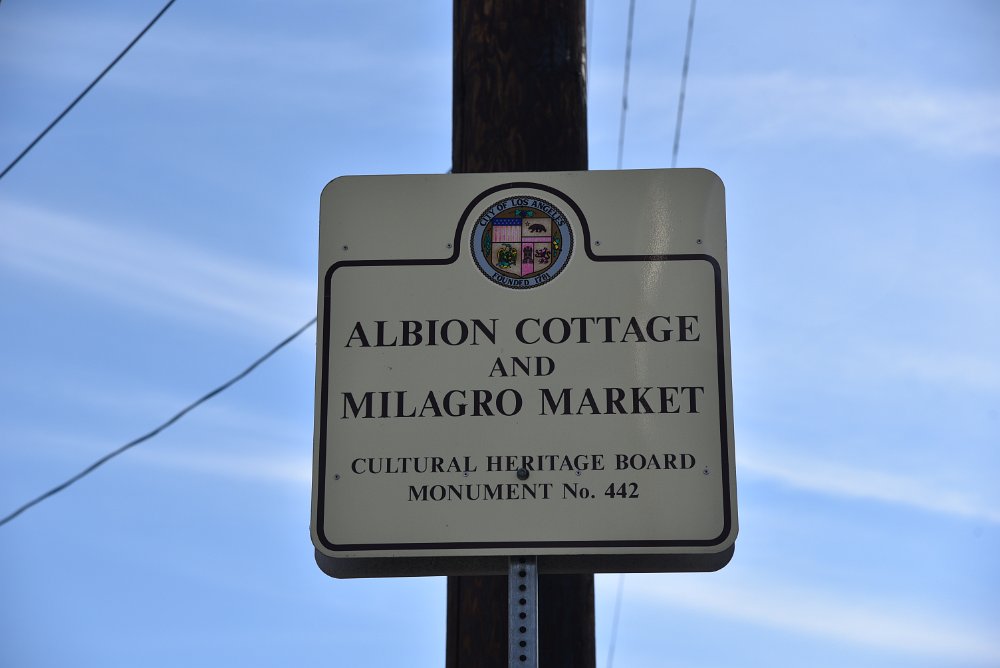 CITY OF LOS ANGELES
FOUNDED 1781
ALBION COTTAGE
AND
MILAGRO MARKET
CULTURAL HERITAGE BOARD
MONUMENT No. 442